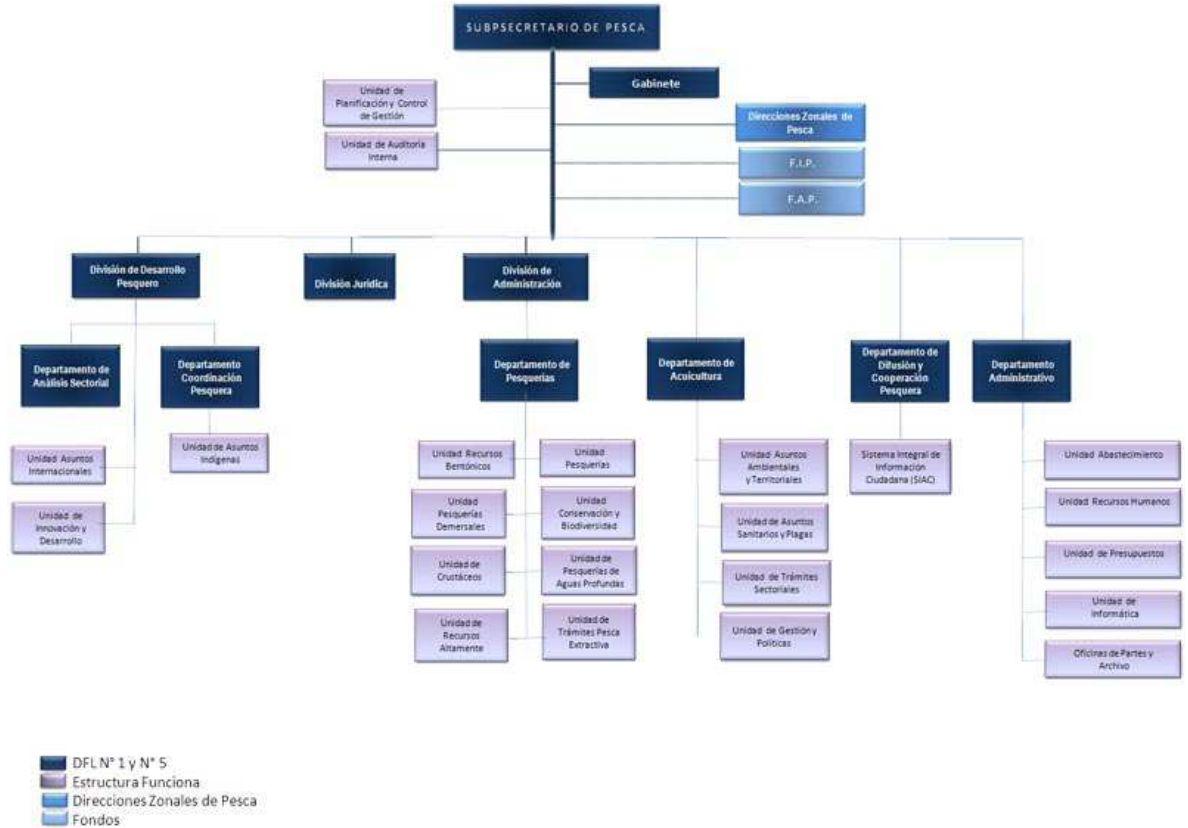 SUBPSECRETARIO DE PESCA
Gabinete
Unidad de
Planificación y Control
de Gestión
Direcciones Zonales de
Pesca
Unidad de Auditoría
Interna
F.I.P.
F.A.P.
División de Desarrollo
Pesquero
División Jurídica
División de
Administración
Departamento de
Análisis Sectorial
Departamento
Coordinación
Pesquera
Departamento de
Pesquerías
Departamento de
Acuicultura
Departamento de
Difusión y
Cooperación
Pesquera
Departamento
Administrativo
Unidad Asuntos
Internacionales
Unidad de Asuntos
Indígenas
Unidad de
Innovación y
Desarrollo
Unidad Recursos
Bentónicos
Unidad
Pesquerías
Unidad
Pesquerías
Demersales
Unidad
Conservación y
Biodiversidad
Unidad de
Crustáceos
Unidad de
Pesquerías de
Aguas Profundas
Unidad de
Recursos
Altamente
Unidad de
Trámites Pesca
Extractiva
Unidad Asuntos
Ambientales
y Territoriales
Unidad de Asuntos
Sanitarios y Plagas
Unidad de Trámites
Sectoriales
Unidad de Gestión y
Políticas
Sistema Integral de
Información
Ciudadana (SIAC)
Unidad Abastecimiento
Unidad Recursos Humanos
Unidad de Presupuestos
Unidad de
Informática
Oficinas de Partes y
Archivo
DFL N° 1 y N° 5
Estructura Funciona
Direcciones Zonales de Pesca
Fondos